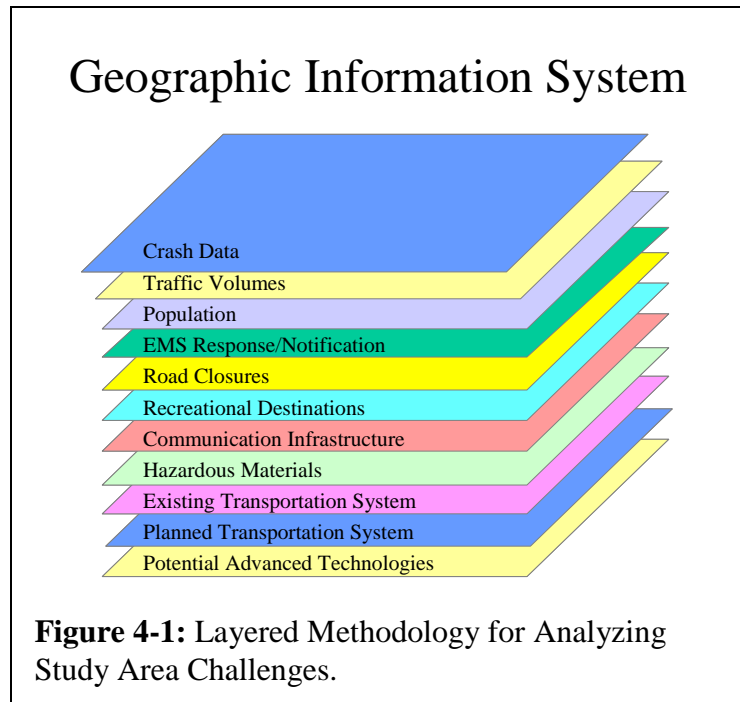 Geographic Information System
Crash Data
Traffic Volumes
Population
EMS Response/Notification
Road Closures
Recreational Destinations
Communication Infrastructure
Hazardous Materials
Existing Transportation System
Planned Transportation System
Potential Advanced Technologies
Figure 4-1: Layered Methodology for Analyzing
Study Area Challenges.